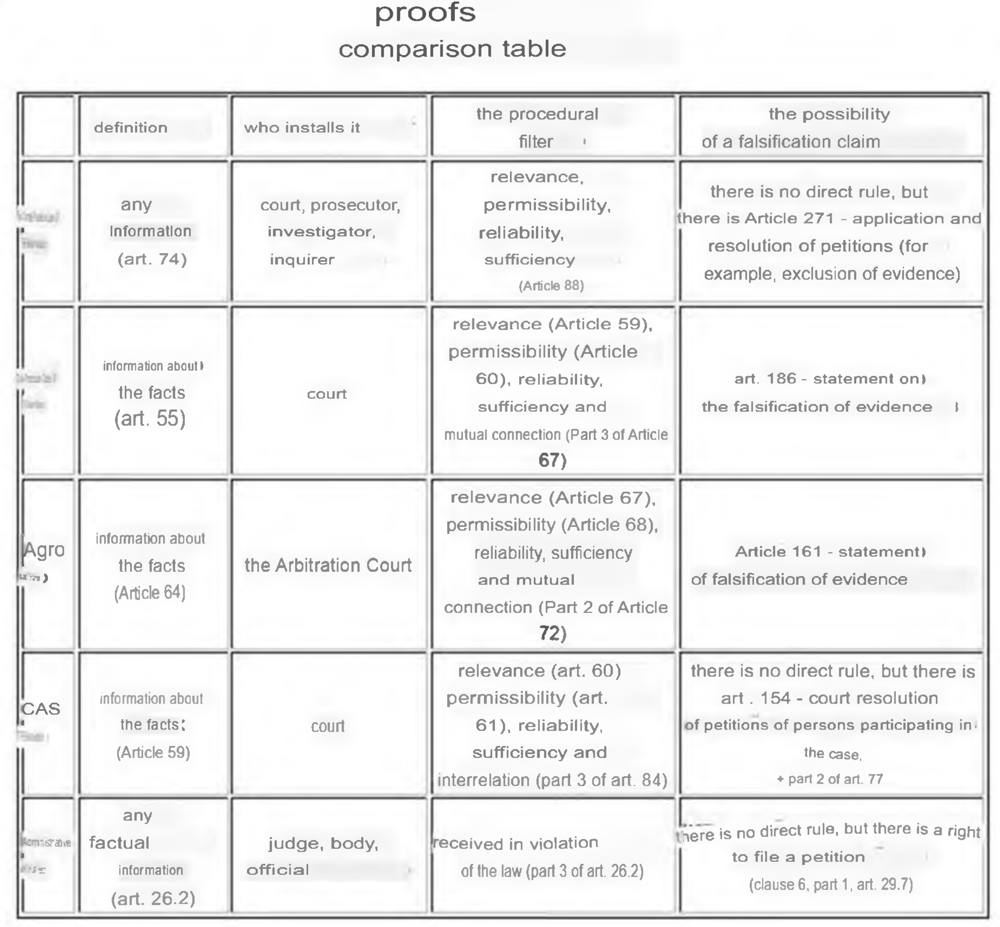 proofs
comparison table
definition
who installs it
the procedural
filter
the possibility
of a falsification claim
any
Information
(art. 74)
court, prosecutor,
investigator,
inquirer
relevance,
permissibility,
reliability,
sufficiency
(Article 88)
there is no direct rule, but
there is Article 271 - application and
resolution of petitions (for
example, exclusion of evidence)
information about
the facts
(art. 55)
court
relevance (Article 59),
permissibility (Article
60), reliability,
sufficiency and
mutual connection (Part 3 of Article
67)
art. 186 - statement on)
the falsification of evidence
Agro
information about
the facts
(Article 64)
the Arbitration Court
relevance (Article 67),
permissibility (Article 68),
reliability, sufficiency
and mutual
connection (Part 2 of Article
72)
Article 161 - statement)
of falsification of evidence
CAS
information about
the facts:
(Article 59)
court
relevance (art. 60)
permissibility (art.
61), reliability,
sufficiency and
interrelation (part 3 of art. 84)
there is no direct rule, but there is
art . 154 - court resolution
of petitions of persons participating in
the case,
+ part 2 of art. 77
Administrative
any
factual
information
(art. 26.2)
judge, body,
official
received in violation
of the law (part 3 of art. 26.2)
there is no direct rule, but there is a right
to file a petition
(clause 6, part 1, art. 29.7)